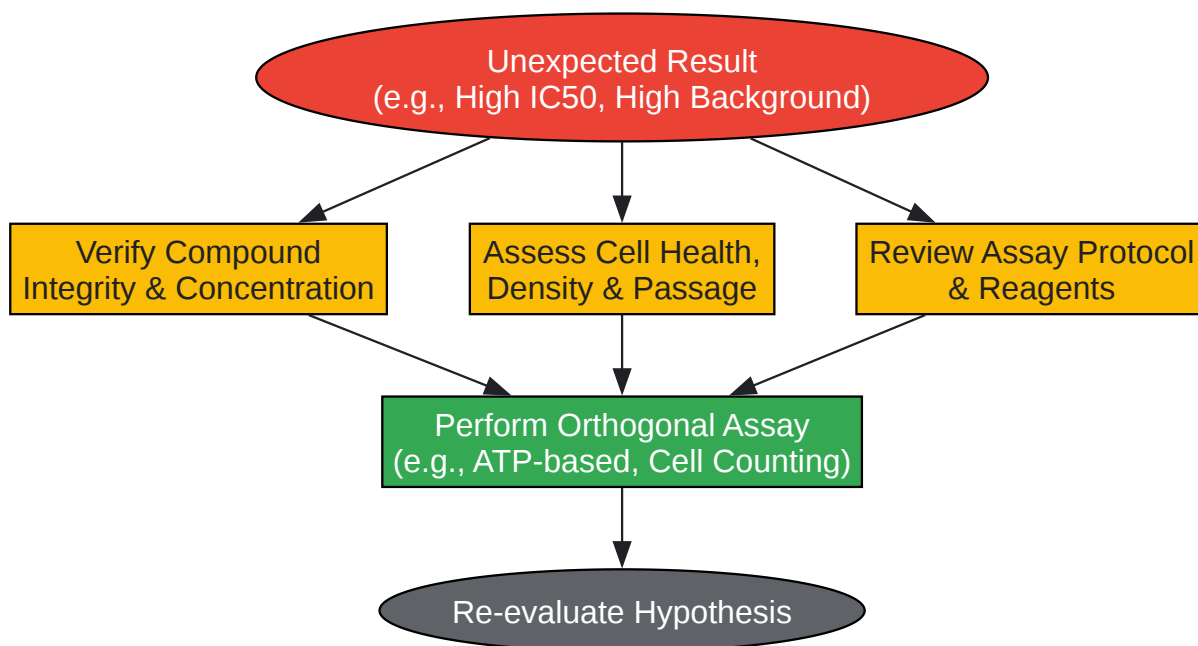 Unexpected Result
(e.g., High IC50, High Background)
Verify Compound
Integrity & Concentration
Assess Cell Health,
Density & Passage
Review Assay Protocol
& Reagents
Perform Orthogonal Assay
(e.g., ATP-based, Cell Counting)
Re-evaluate Hypothesis